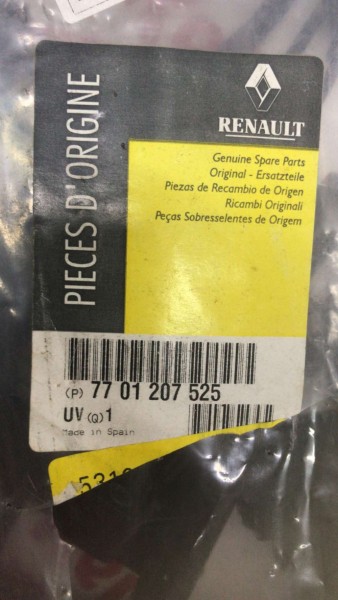 PIECES D'ORIGINE
RENAULT
Genuine Spare Parts
Original - Ersatzteile
Piezas de Recambio de Origen
Ricambi Originali
Peças Sobresselentes de Origem
(P) 77 01 207 525
UV (Q) 1
Made in Spain